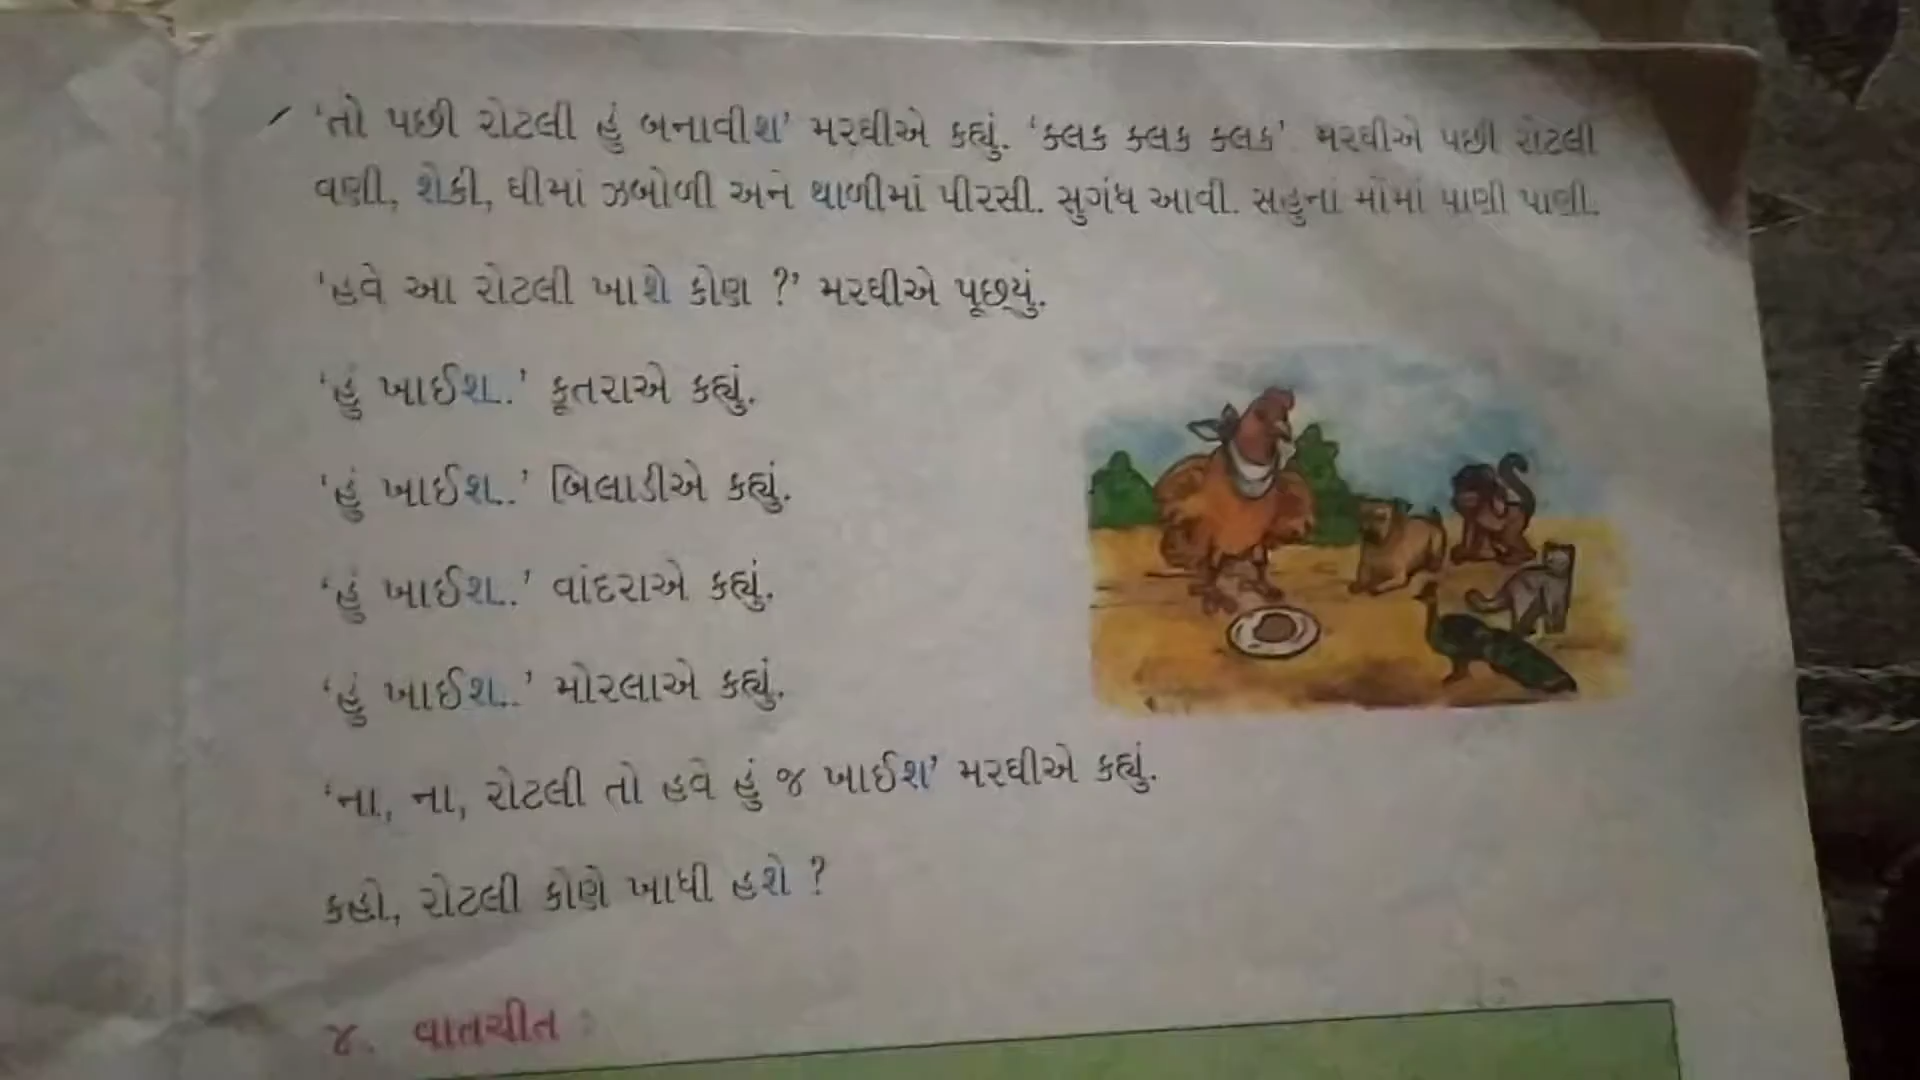 ‘તો પછી રોટલી હું બનાવીશ’ મરઘીએ કહ્યું. ‘ક્લક ક્લક ક્લક’ મરઘીએ પછી રોટલી
વણી, શેકી, ઘીમાં ઝબોળી અને થાળીમાં પીરસી. સુગંધ આવી. સહુનાં મોંમાં પાણી પાણી.
‘હવે આ રોટલી ખાશે કોણ ?’ મરઘીએ પૂછ્યું.
‘હું ખાઈશ..’ કૂતરાએ કહ્યું.
‘હું ખાઈશ..’ બિલાડીએ કહ્યું.
‘હું ખાઈશ..’ વાંદરાએ કહ્યું.
‘હું ખાઈશ..’ મોરલાએ કહ્યું.
‘ના, ના, રોટલી તો હવે હું જ ખાઈશ’ મરઘીએ કહ્યું.
કહો, રોટલી કોણે ખાધી હશે ?
૪. વાતચીત :